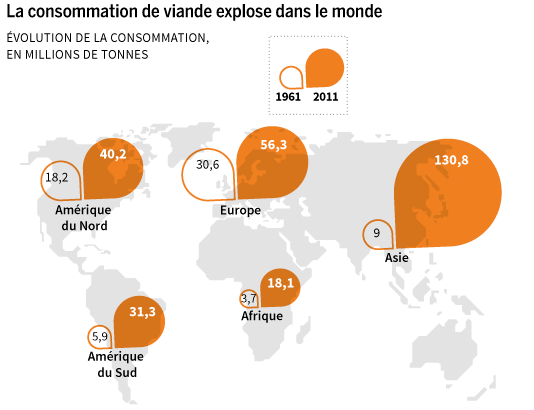 La consommation de viande explose dans le monde
ÉVOLUTION DE LA CONSOMMATION,
EN MILLIONS DE TONNES
1961 2011
18,2
40,2
Amérique
du Nord
30,6
56,3
Europe
9
130,8
Asie
3,7
18,1
Afrique
5,9
31,3
Amérique
du Sud